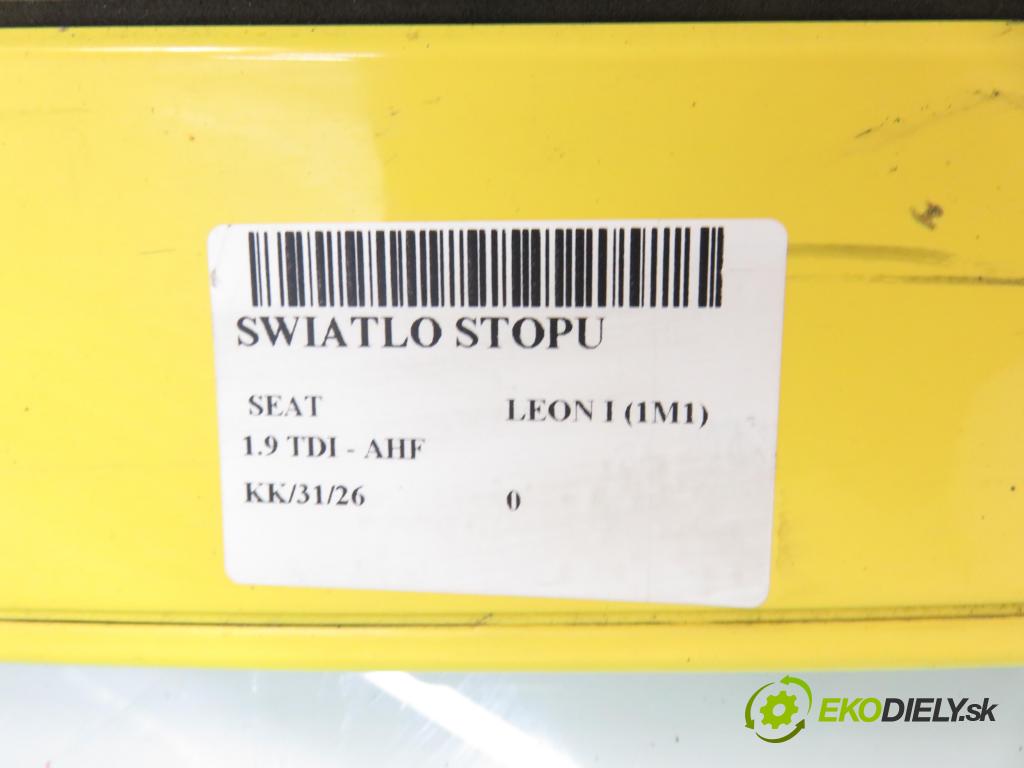 SWIATLO STOPU
SEAT LEON I (1M1)
1.9 TDI - AHF
KK/31/26 0
EKODIELY.sk